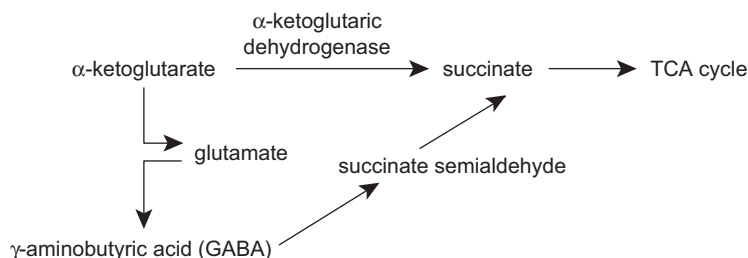 α-ketoglutaric
dehydrogenase
α-ketoglutarate
succinate
TCA cycle
glutamate
succinate semialdehyde
γ-aminobutyric acid (GABA)